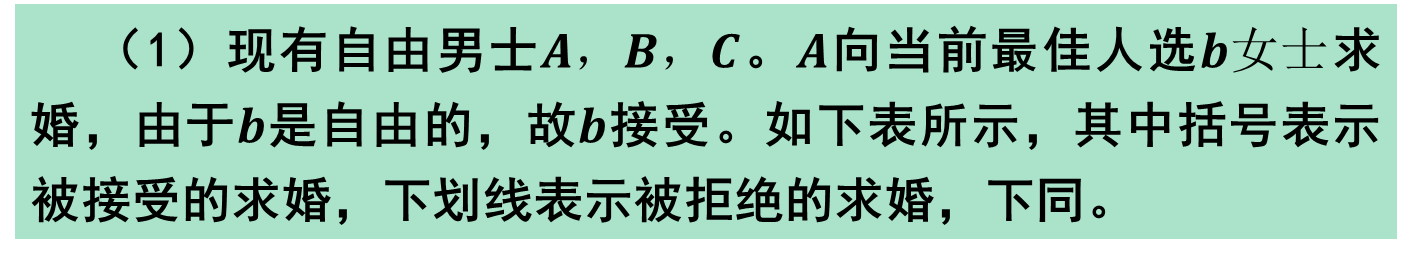 （1）现有自由男士A，B，C。A向当前最佳人选b女士求
婚，由于b是自由的，故b接受。如下表所示，其中括号表示
被接受的求婚，下划线表示被拒绝的求婚，下同。